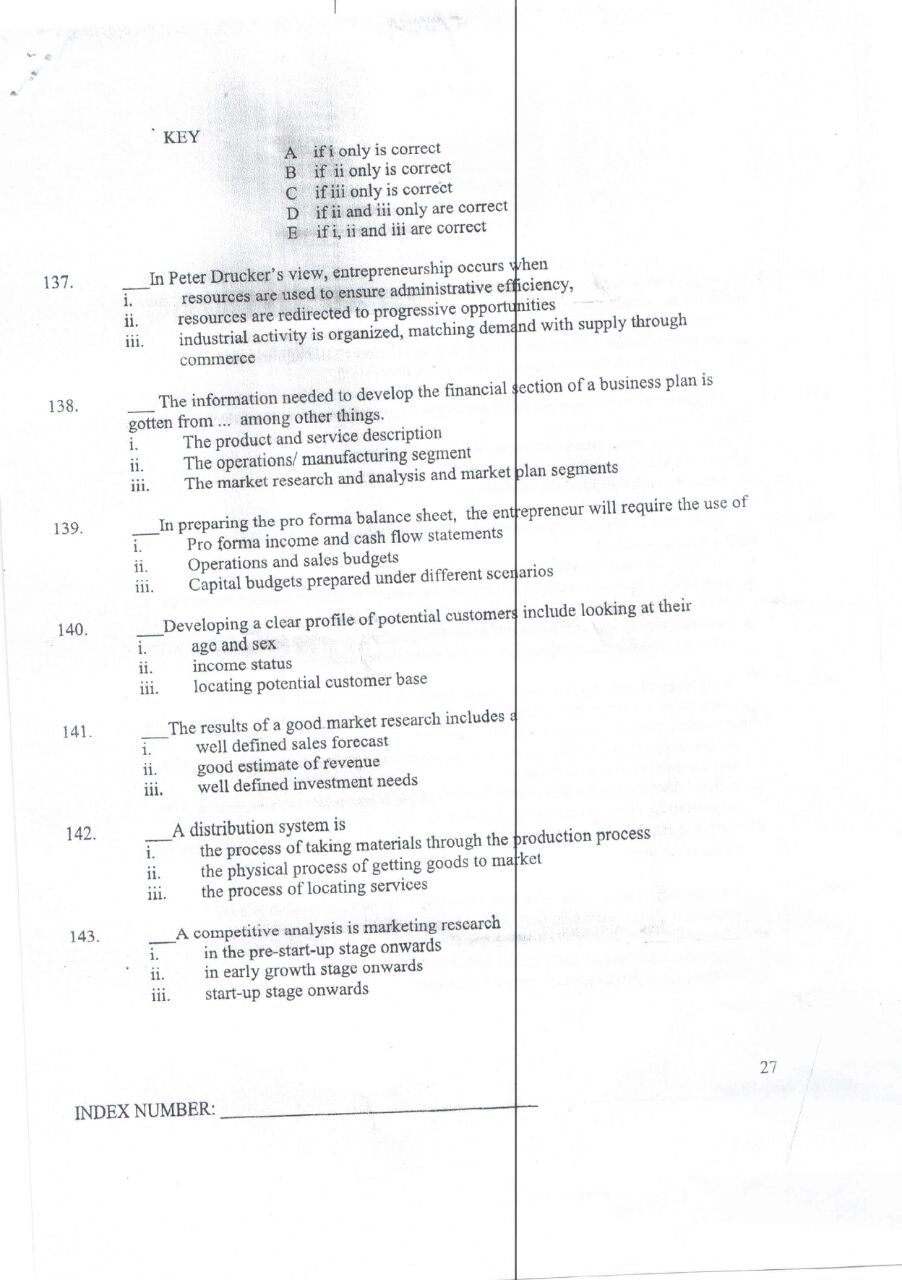 KEY
A if i only is correct
B if ii only is correct
C if iii only is correct
D if ii and iii only are correct
E if i, ii and iii are correct
137. ___In Peter Drucker's view, entrepreneurship occurs when
i. resources are used to ensure administrative efficiency,
ii. resources are redirected to progressive opportunities
iii. industrial activity is organized, matching demand with supply through
commerce
138. ___ The information needed to develop the financial section of a business plan is
gotten from ... among other things.
i. The product and service description
ii. The operations/ manufacturing segment
iii. The market research and analysis and market plan segments
139. ___In preparing the pro forma balance sheet, the entrepreneur will require the use of
i. Pro forma income and cash flow statements
ii. Operations and sales budgets
iii. Capital budgets prepared under different scenarios
140. ___Developing a clear profile of potential customers include looking at their
i. age and sex
ii. income status
iii. locating potential customer base
141. ___The results of a good market research includes a
i. well defined sales forecast
ii. good estimate of revenue
iii. well defined investment needs
142. ___A distribution system is
i. the process of taking materials through the production process
ii. the physical process of getting goods to market
iii. the process of locating services
143. ___A competitive analysis is marketing research
i. in the pre-start-up stage onwards
ii. in early growth stage onwards
iii. start-up stage onwards
27
INDEX NUMBER: ___